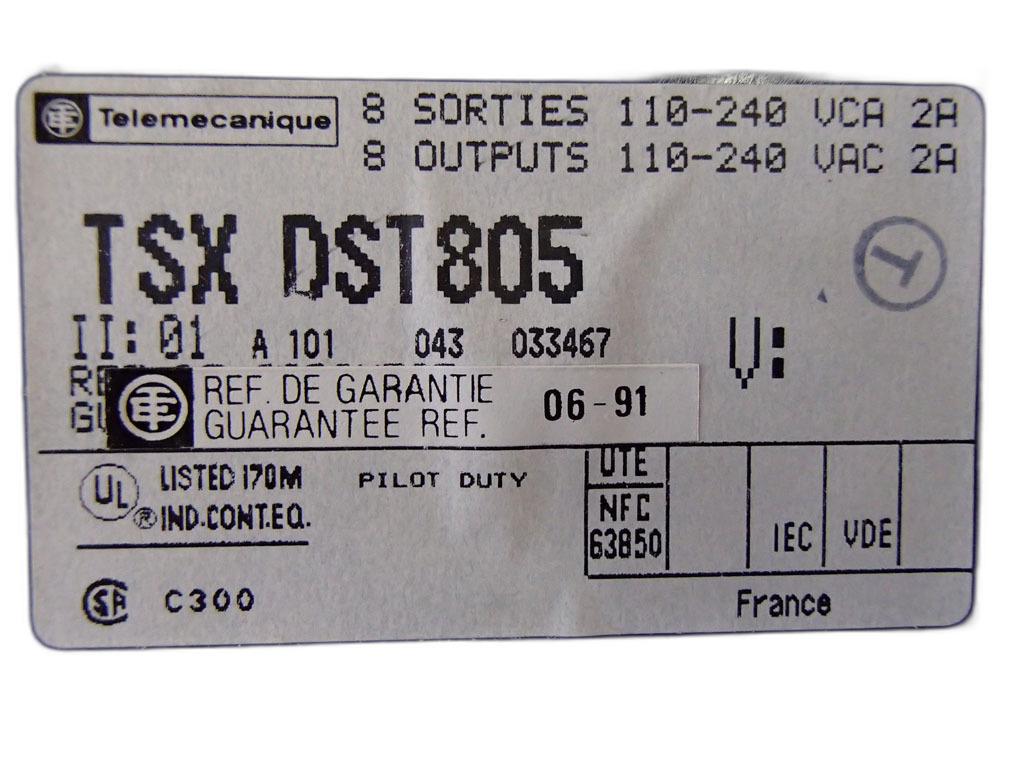 Telemecanique
8 SORTIES 110-240 VCA 2A
8 OUTPUTS 110-240 VAC 2A
TSX DST805
T
II: 01 A 101 043 033467 V:
REF. DE GARANTIE
GUARANTEE REF. 06-91
UL ® LISTED 170M
IND.CONT.EQ.
PILOT DUTY
UTE
NFC
63850
IEC VDE
SA C300
France